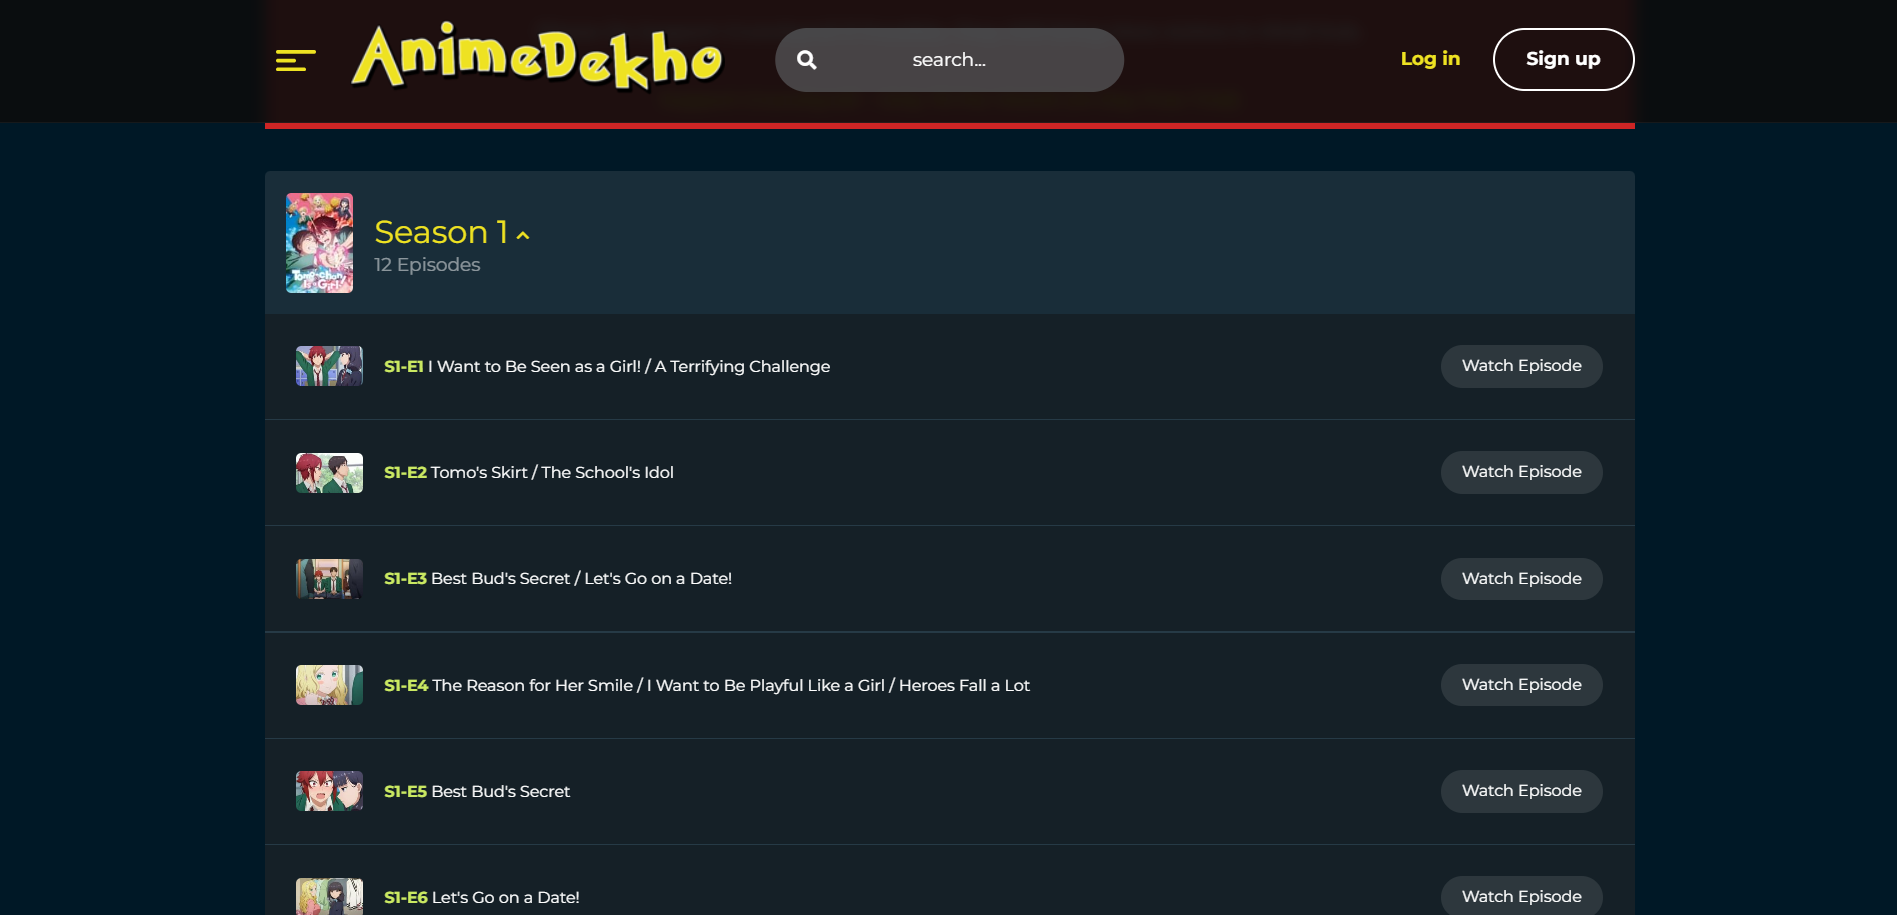 AnimeDekho
search...
Log in
Sign up
Tomo-chan
Is a Girl!
Season 1
12 Episodes
S1-E1 I Want to Be Seen as a Girl! / A Terrifying Challenge
Watch Episode
S1-E2 Tomo's Skirt / The School's Idol
Watch Episode
S1-E3 Best Bud's Secret / Let's Go on a Date!
Watch Episode
S1-E4 The Reason for Her Smile / I Want to Be Playful Like a Girl / Heroes Fall a Lot
Watch Episode
S1-E5 Best Bud's Secret
Watch Episode
S1-E6 Let's Go on a Date!
Watch Episode